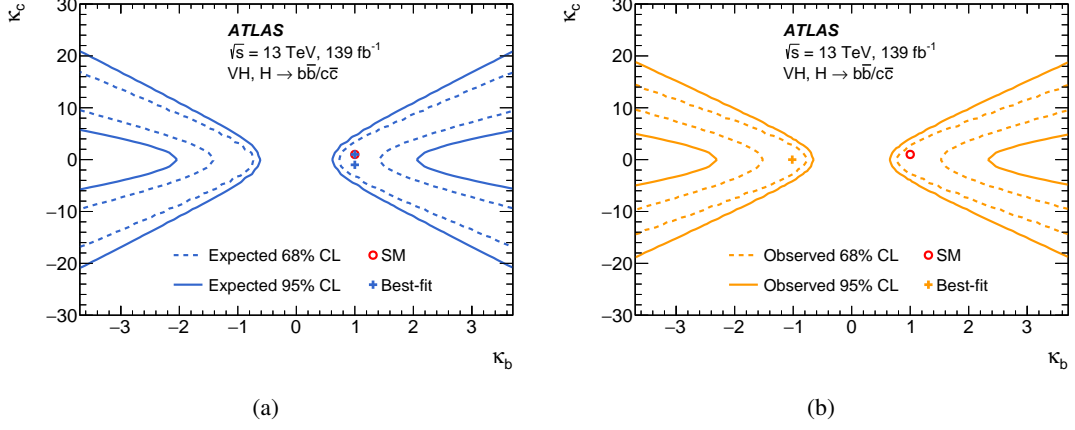 κc
30
20
10
0
−10
−20
−30
ATLAS
√s = 13 TeV, 139 fb-1
VH, H → bb̅/cc̅
Expected 68% CL
SM
Expected 95% CL
Best-fit
−3 −2 −1 0 1 2 3
κb
(a)
κc
30
20
10
0
−10
−20
−30
ATLAS
√s = 13 TeV, 139 fb-1
VH, H → bb̅/cc̅
Observed 68% CL
SM
Observed 95% CL
Best-fit
−3 −2 −1 0 1 2 3
κb
(b)